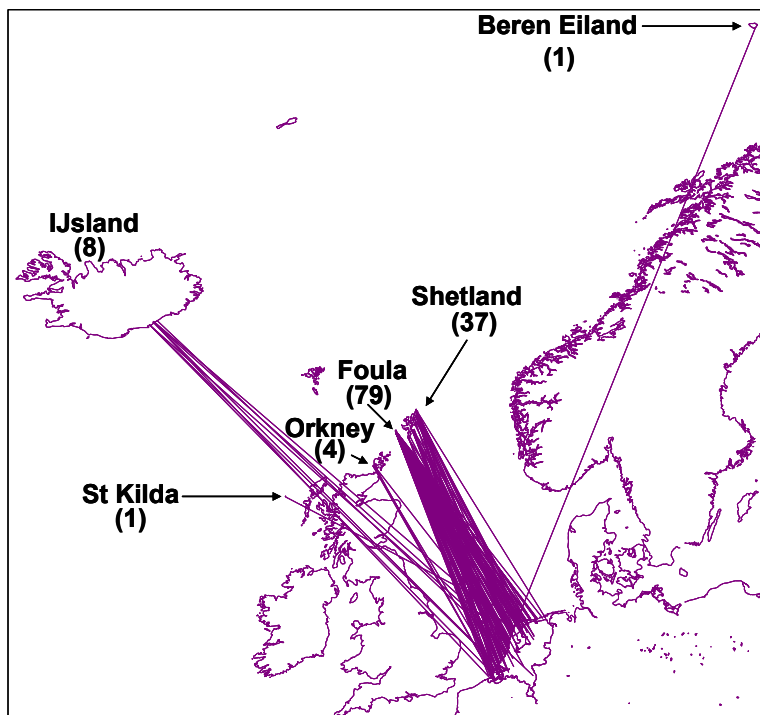 Beren Eiland
(1)
IJsland
(8)
Shetland
(37)
Foula
(79)
Orkney
(4)
St Kilda
(1)